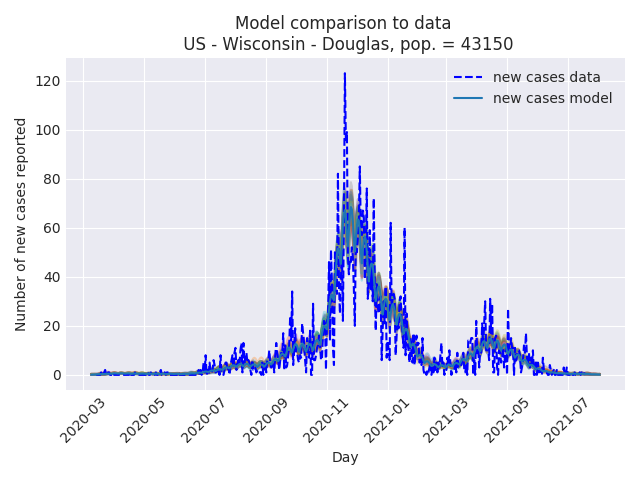 Model comparison to data
US - Wisconsin - Douglas, pop. = 43150
new cases data
new cases model
Number of new cases reported
120
100
80
60
40
20
0
2020-03
2020-05
2020-07
2020-09
2020-11
2021-01
2021-03
2021-05
2021-07
Day